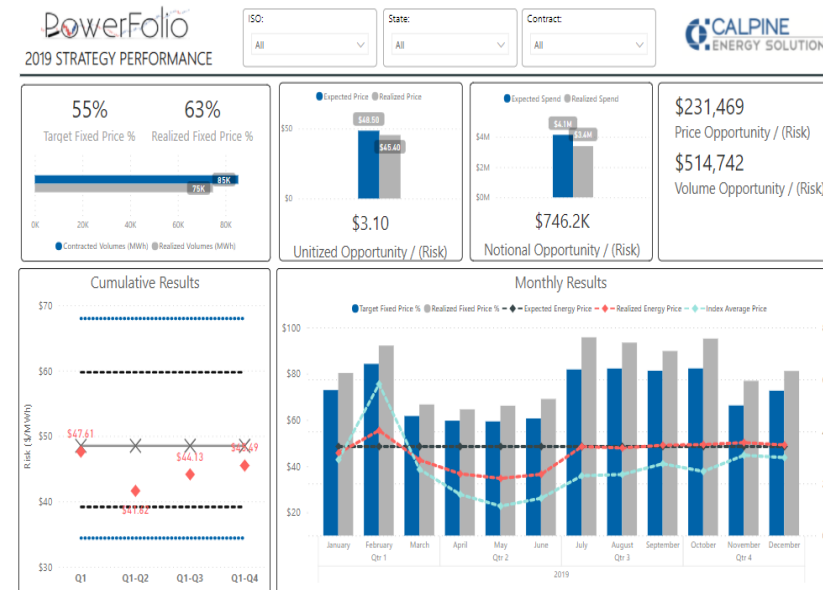 PowerFolio
2019 STRATEGY PERFORMANCE
ISO:
All
State:
All
Contract:
All
CALPINE
ENERGY SOLUTION
55%
Target Fixed Price %
63%
Realized Fixed Price %
85K
75K
0K 20K 40K 60K 80K
Contracted Volumes (MWh) Realized Volumes (MWh)
Expected Price Realized Price
$50
$0
$48.50
$45.40
$3.10
Unitized Opportunity / (Risk)
Expected Spend Realized Spend
$4M
$2M
$0M
$4.1M
$3.4M
$746.2K
Notional Opportunity / (Risk)
$231,469
Price Opportunity / (Risk)
$514,742
Volume Opportunity / (Risk)
Cumulative Results
Risk ($/MWh)
$70
$60
$50
$40
$30
$47.61
$41.82
$44.13
Q1 Q1-Q2 Q1-Q3 Q1-Q4
Monthly Results
Target Fixed Price % Realized Fixed Price % Expected Energy Price Realized Energy Price Index Average Price
$100
$80
$60
$40
$20
January February March April May June July August September October November December
Qtr 1 Qtr 2 Qtr 3 Qtr 4
2019